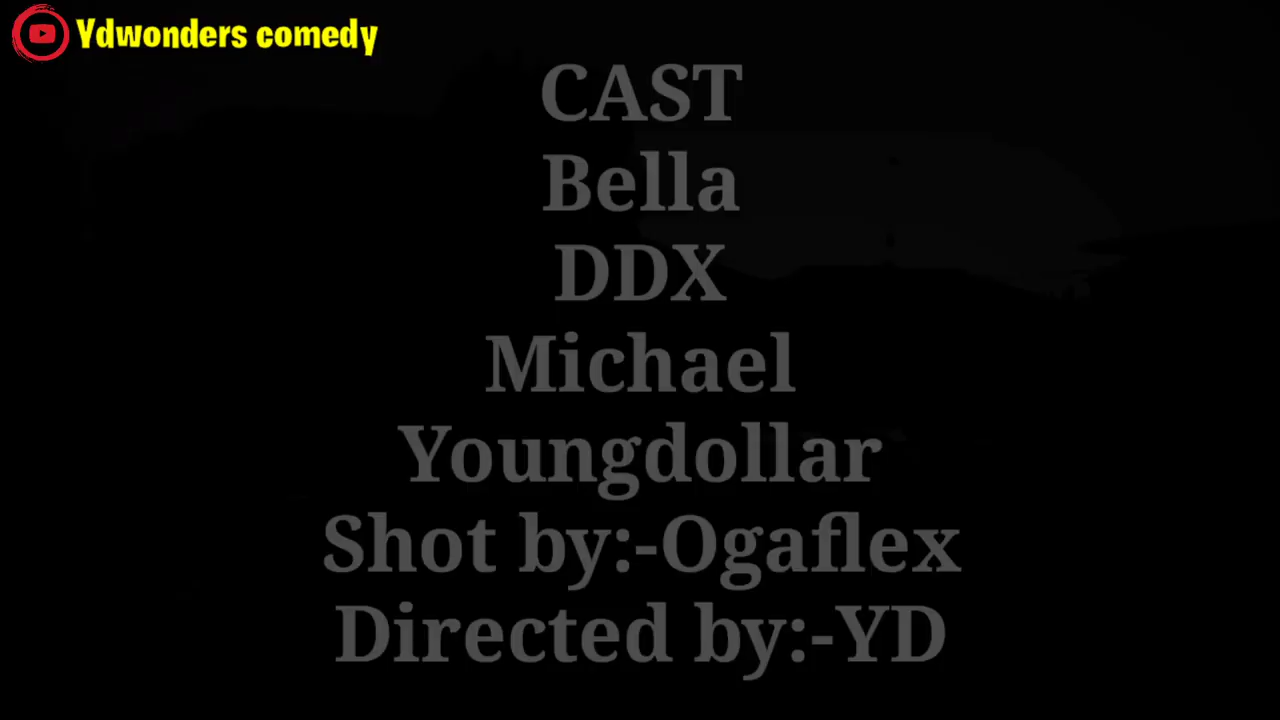 Ydwonders comedy
CAST
Bella
DDX
Michael
Youngdollar
Shot by:-Ogaflex
Directed by:-YD